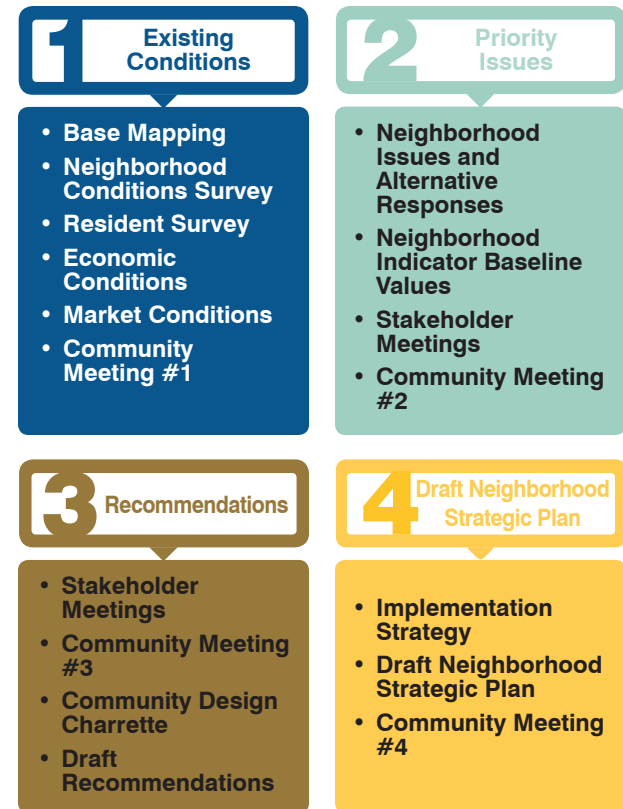 1
Existing
Conditions
• Base Mapping
• Neighborhood
Conditions Survey
• Resident Survey
• Economic
Conditions
• Market Conditions
• Community
Meeting #1
2
Priority
Issues
• Neighborhood
Issues and
Alternative
Responses
• Neighborhood
Indicator Baseline
Values
• Stakeholder
Meetings
• Community Meeting
#2
3
Recommendations
• Stakeholder
Meetings
• Community Meeting
#3
• Community Design
Charrette
• Draft
Recommendations
4
Draft Neighborhood
Strategic Plan
• Implementation
Strategy
• Draft Neighborhood
Strategic Plan
• Community Meeting
#4